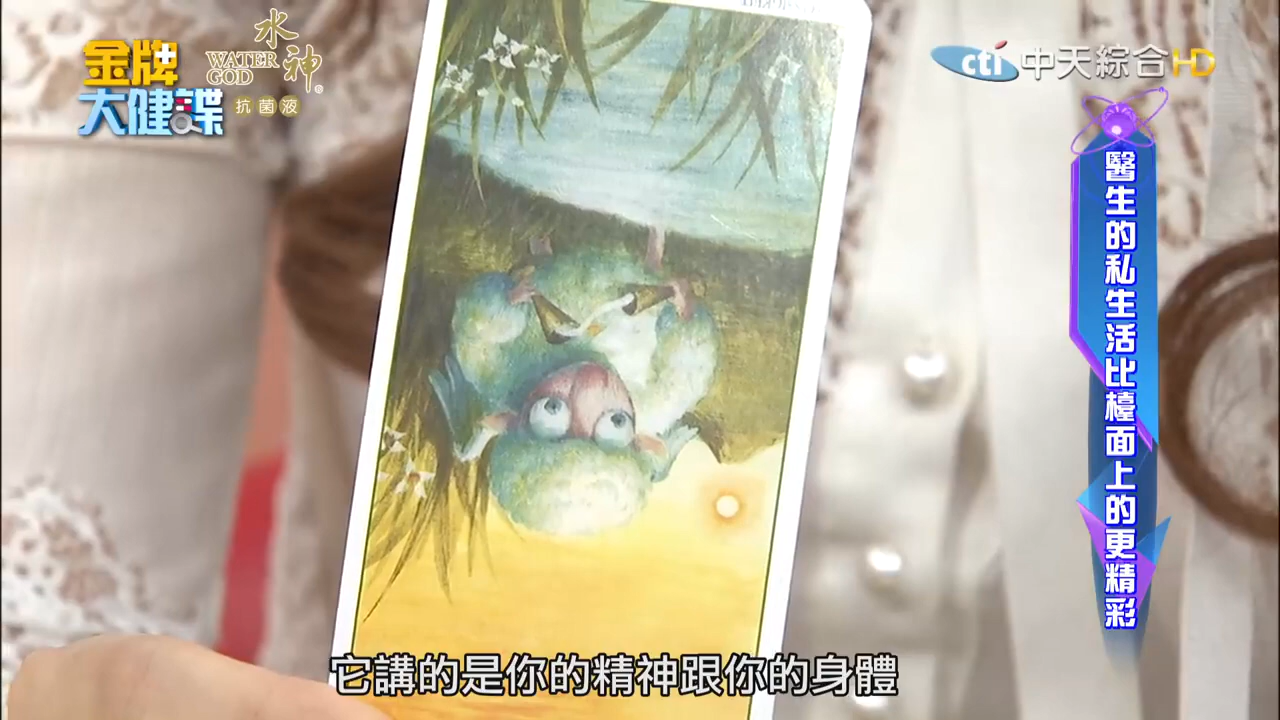 金牌
大健諜
水神
WATER
GOD
抗菌液
cti 中天綜合HD
醫生的私生活比檯面上的更精彩
它講的是你的精神跟你的身體